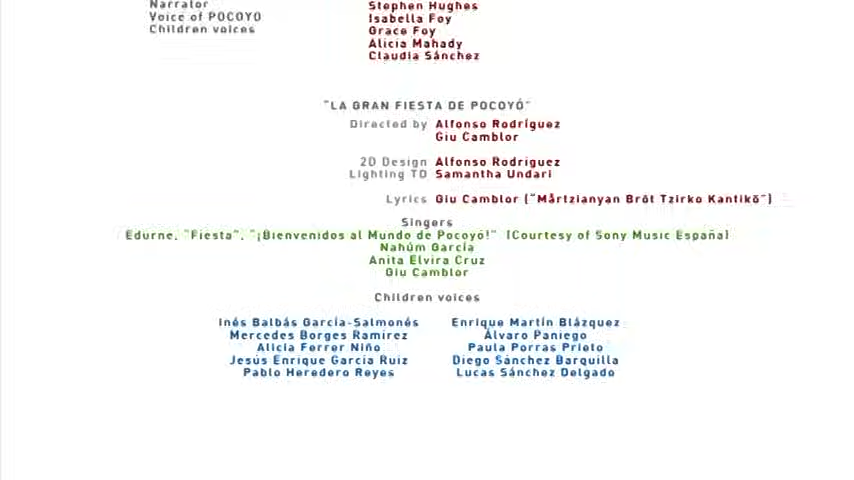 Narrator Stephen Hughes
Voice of POCOYO Isabella Foy
Children voices Grace Foy
Alicia Mahady
Claudia Sánchez
"LA GRAN FIESTA DE POCOYÓ"
Directed by Alfonso Rodríguez
Giu Camblor
2D Design Alfonso Rodríguez
Lighting TD Samantha Undari
Lyrics Giu Camblor ("Mårtzianyan Brôt Tzirko Kantikö")
Singers
Edurne, "Fiesta", "¡Bienvenidos al Mundo de Pocoyó!" (Courtesy of Sony Music España)
Nahúm García
Anita Elvira Cruz
Giu Camblor
Children voices
Inés Balbás García-Salmonés Enrique Martín Blázquez
Mercedes Borges Ramírez Álvaro Paniego
Alicia Ferrer Niño Paula Porras Prieto
Jesús Enrique García Ruiz Diego Sánchez Barquilla
Pablo Heredero Reyes Lucas Sánchez Delgado